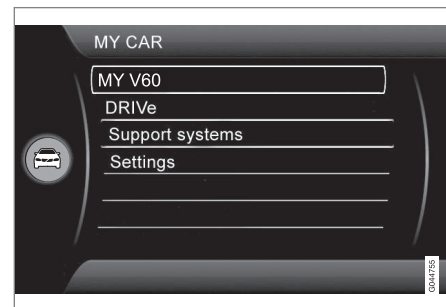 MY CAR
MY V60
DRIVe
Support systems
Settings
G044755